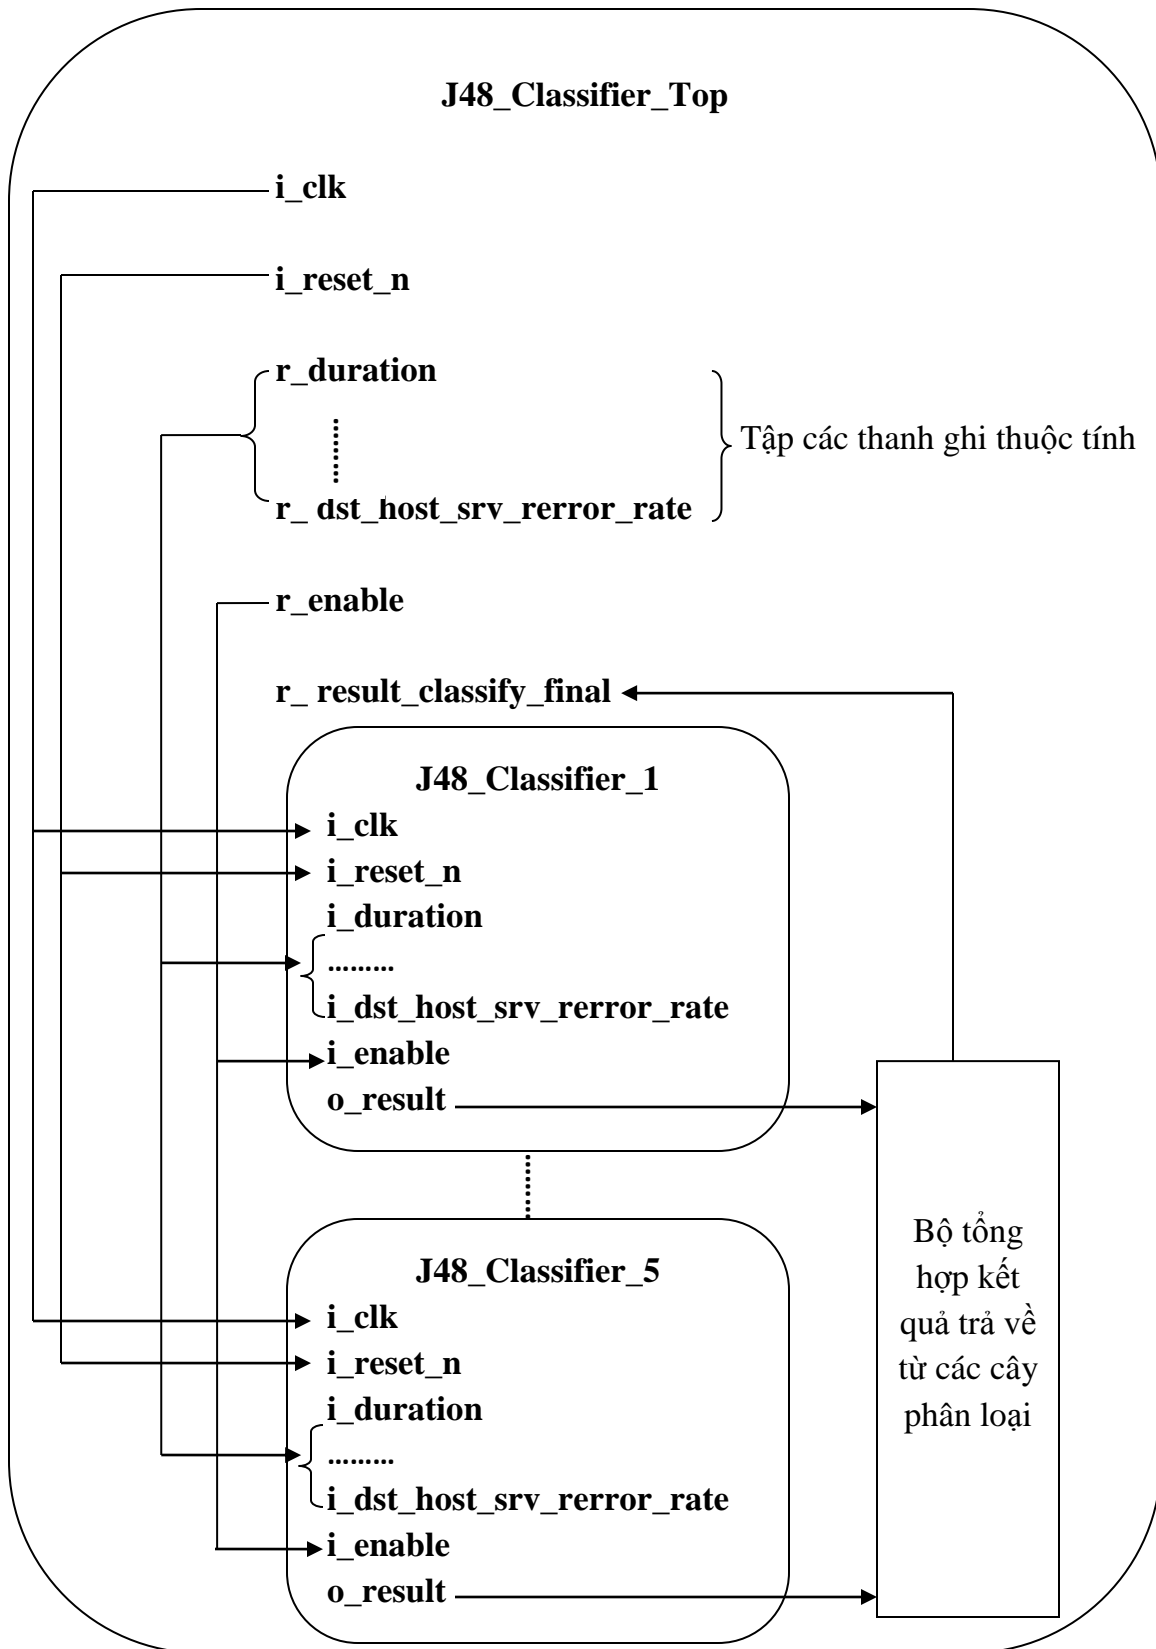 J48_Classifier_Top
i_clk
i_reset_n
r_duration
Tập các thanh ghi thuộc tính
r_ dst_host_srv_rerror_rate
r_enable
r_ result_classify_final
J48_Classifier_1
i_clk
i_reset_n
i_duration
.........
i_dst_host_srv_rerror_rate
i_enable
o_result
J48_Classifier_5
i_clk
i_reset_n
i_duration
.........
i_dst_host_srv_rerror_rate
i_enable
o_result
Bộ tổng
hợp kết
quả trả về
từ các cây
phân loại